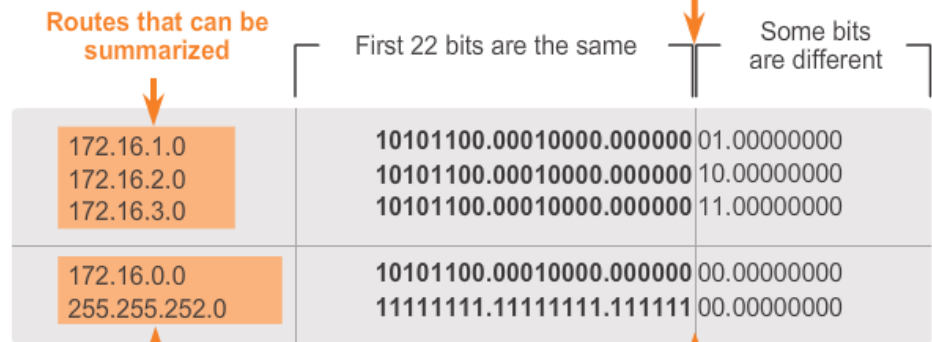 Routes that can be
summarized
First 22 bits are the same
Some bits
are different
172.16.1.0 10101100.00010000.000000 01.00000000
172.16.2.0 10101100.00010000.000000 10.00000000
172.16.3.0 10101100.00010000.000000 11.00000000
172.16.0.0 10101100.00010000.000000 00.00000000
255.255.252.0 11111111.11111111.111111 00.00000000